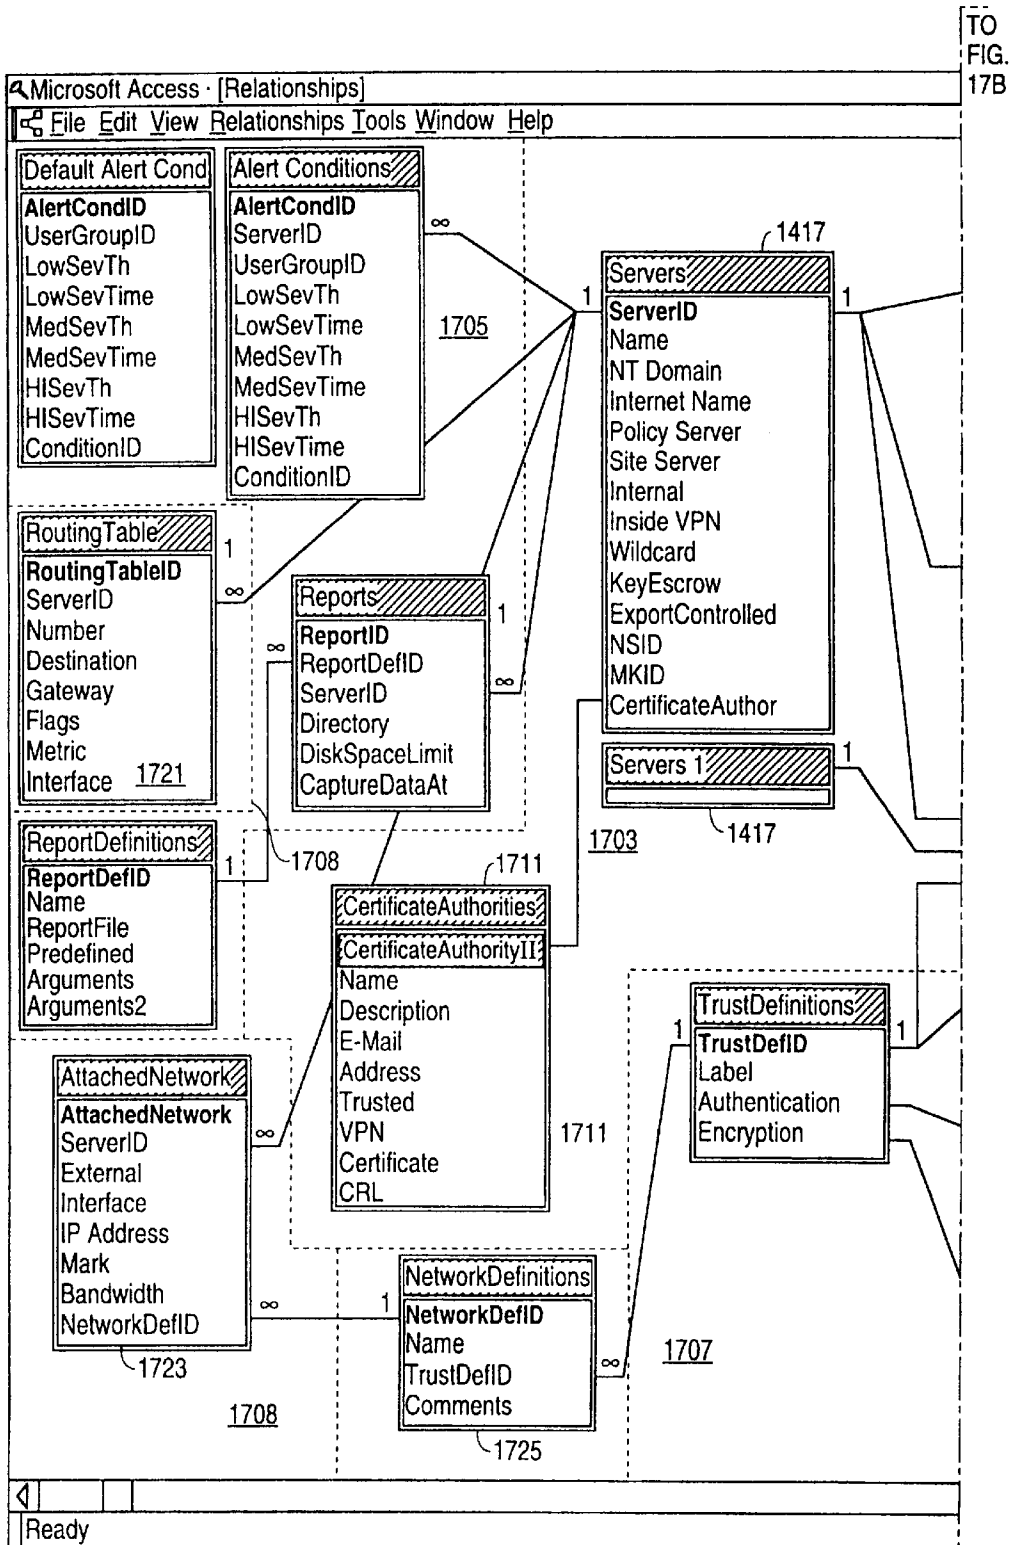 TO
FIG.
17B
Microsoft Access · [Relationships]
File Edit View Relationships Tools Window Help
Default Alert Cond
AlertCondID
UserGroupID
LowSevTh
LowSevTime
MedSevTh
MedSevTime
HISevTh
HISevTime
ConditionID
Alert Conditions
AlertCondID
ServerID
UserGroupID
LowSevTh
LowSevTime
MedSevTh
MedSevTime
HISevTh
HISevTime
ConditionID
∞
1705
1417
Servers
ServerID
Name
NT Domain
Internet Name
Policy Server
Site Server
Internal
Inside VPN
Wildcard
KeyEscrow
ExportControlled
NSID
MKID
CertificateAuthor
1
1
Servers 1
1
1417
1703
RoutingTable
RoutingTableID
ServerID
Number
Destination
Gateway
Flags
Metric
Interface
1721
1
∞
Reports
ReportID
ReportDefID
ServerID
Directory
DiskSpaceLimit
CaptureDataAt
∞
1
∞
ReportDefinitions
ReportDefID
Name
ReportFile
Predefined
Arguments
Arguments2
1
1708
1711
CertificateAuthorities
CertificateAuthorityII
Name
Description
E-Mail
Address
Trusted
VPN
Certificate
CRL
1711
TrustDefinitions
TrustDefID
Label
Authentication
Encryption
1
1
AttachedNetwork
AttachedNetwork
ServerID
External
Interface
IP Address
Mark
Bandwidth
NetworkDefID
∞
∞
1
1723
1708
NetworkDefinitions
NetworkDefID
Name
TrustDefID
Comments
∞
1725
1707
Ready